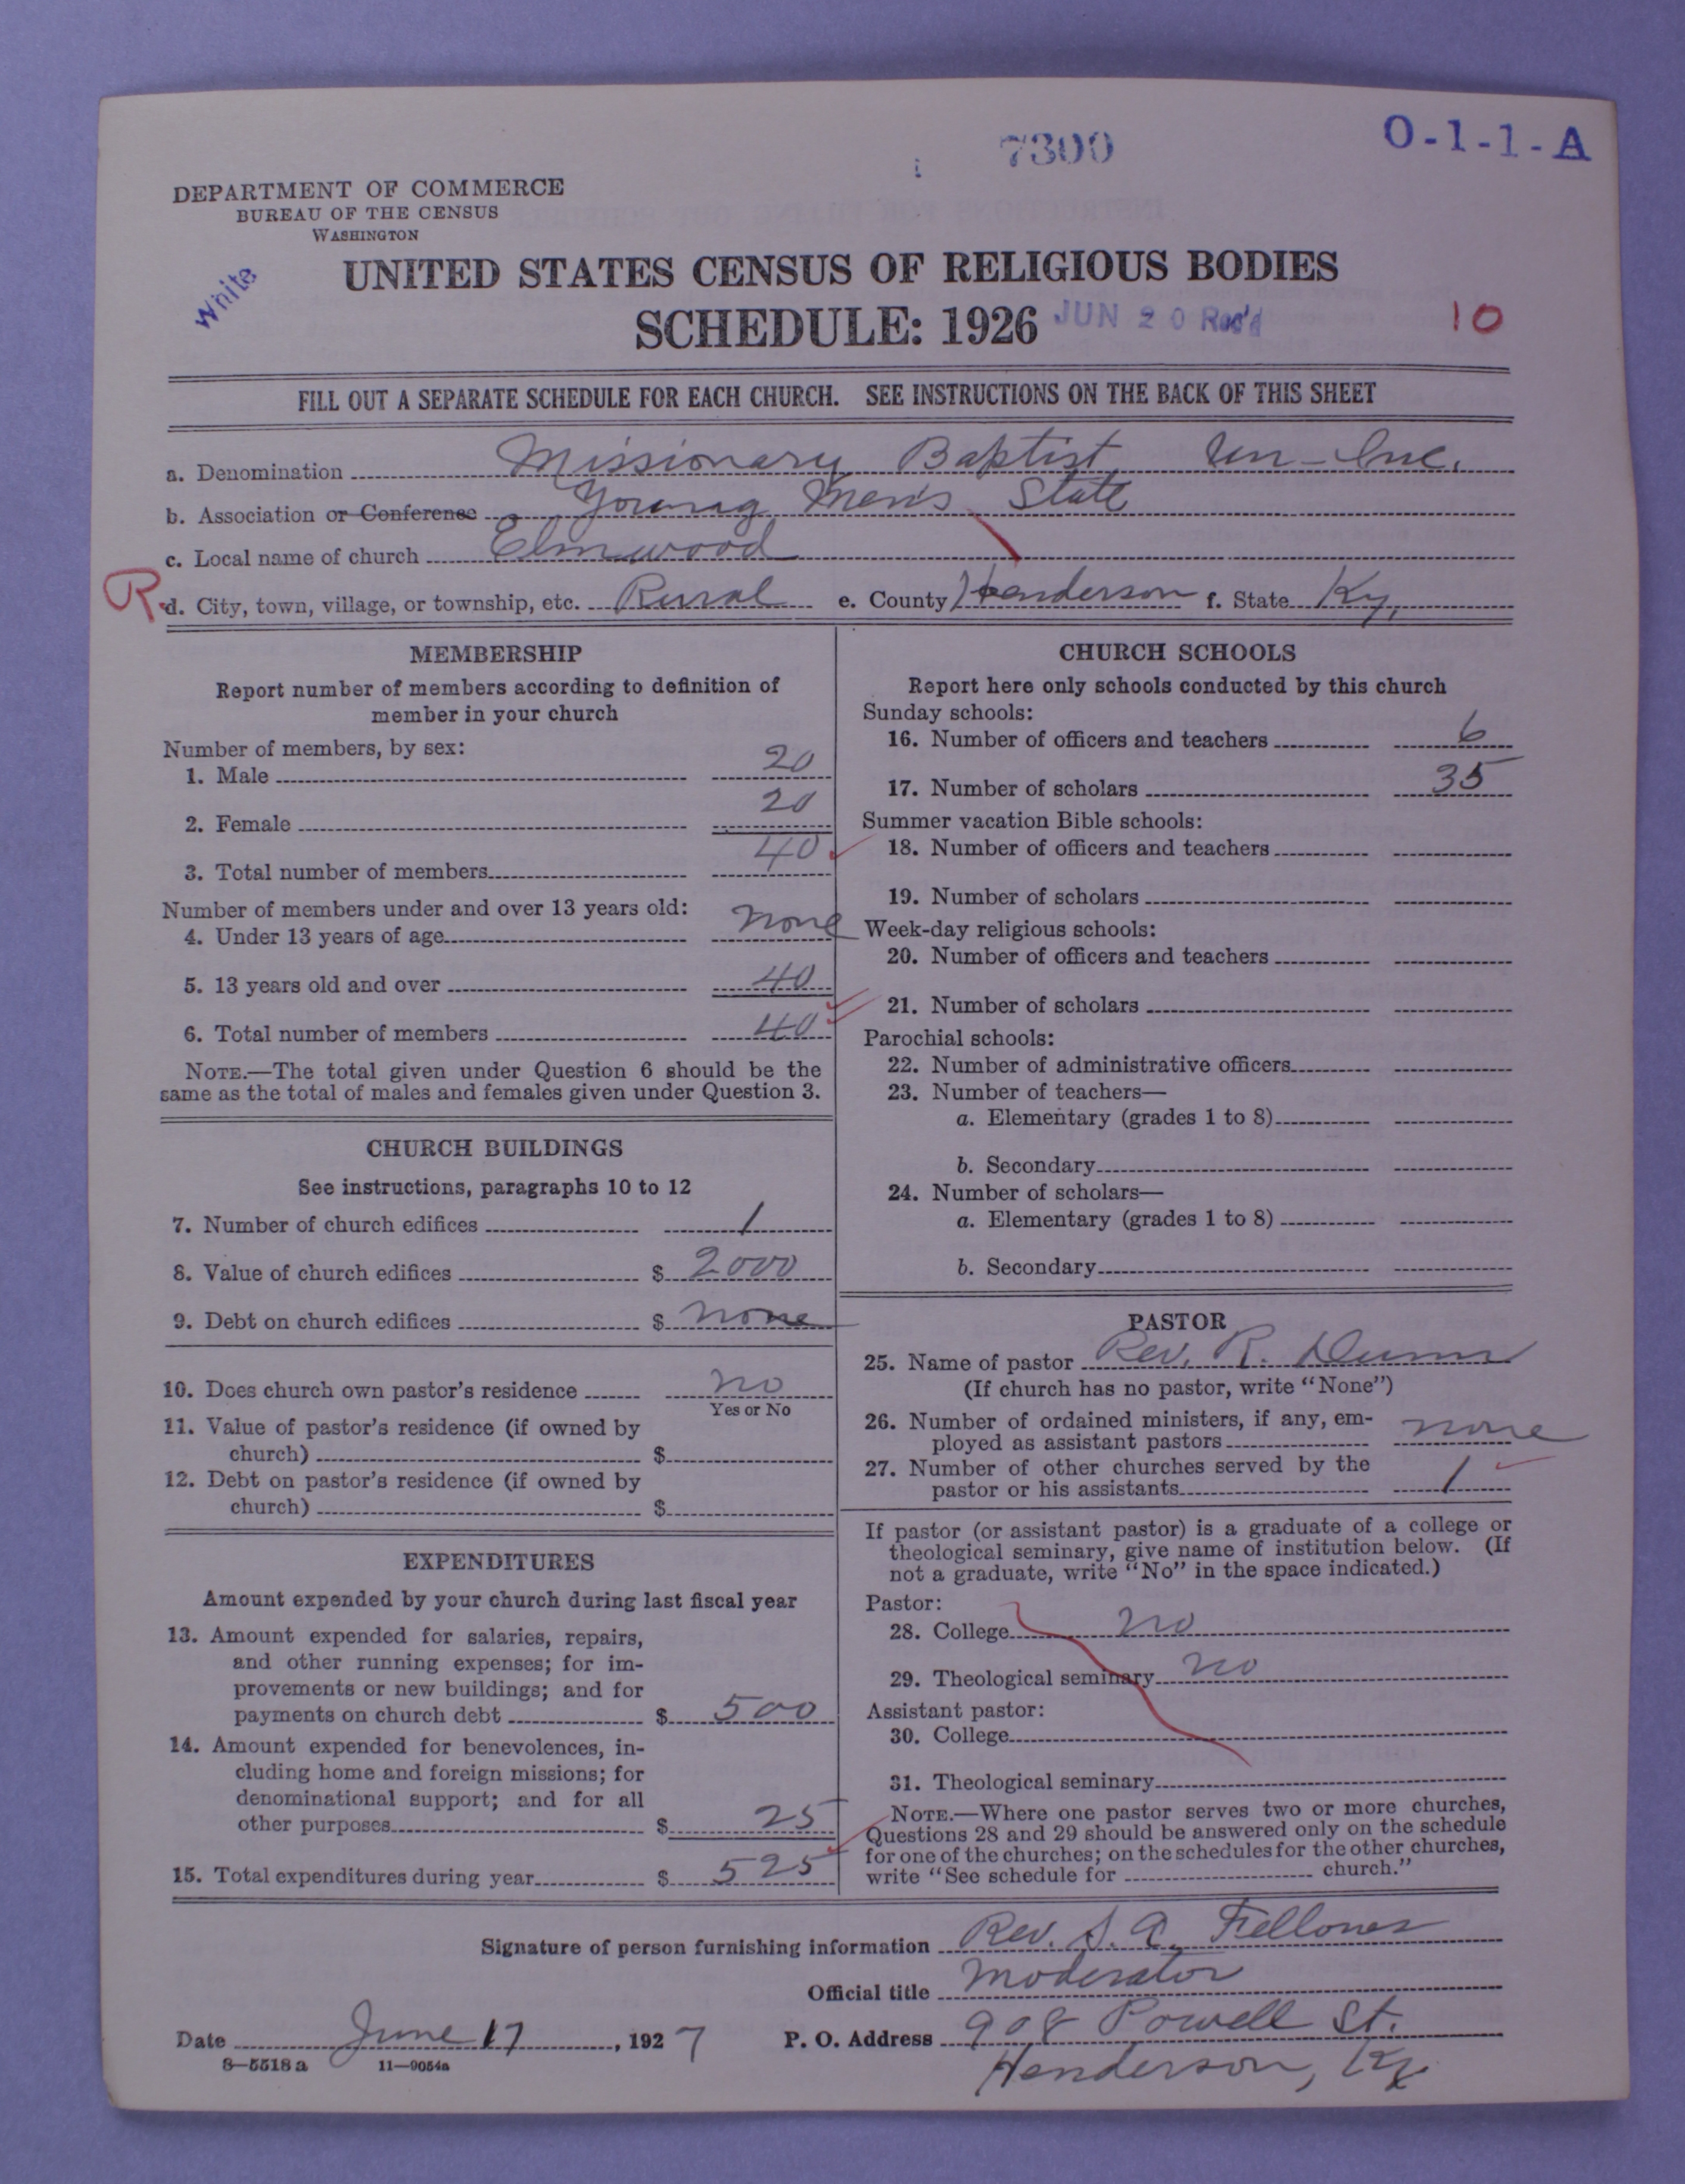 7300
O-1-1-A
DEPARTMENT OF COMMERCE
BUREAU OF THE CENSUS
WASHINGTON
White
UNITED STATES CENSUS OF RELIGIOUS BODIES
SCHEDULE: 1926
JUN 20 Rec'd
10
FILL OUT A SEPARATE SCHEDULE FOR EACH CHURCH. SEE INSTRUCTIONS ON THE BACK OF THIS SHEET
a. Denomination Missionary Baptist Un-Inc.
b. Association or Conference Young Men's State
c. Local name of church Elmwood
R
d. City, town, village, or township, etc. Rural e. County Henderson f. State Ky.
MEMBERSHIP
Report number of members according to definition of
member in your church
Number of members, by sex:
1. Male 20
2. Female 20
3. Total number of members 40
Number of members under and over 13 years old:
4. Under 13 years of age none
5. 13 years old and over 40
6. Total number of members 40
NOTE.—The total given under Question 6 should be the
same as the total of males and females given under Question 3.
CHURCH BUILDINGS
See instructions, paragraphs 10 to 12
7. Number of church edifices 1
8. Value of church edifices $ 2000
9. Debt on church edifices $ none
10. Does church own pastor's residence no
Yes or No
11. Value of pastor's residence (if owned by
church) $
12. Debt on pastor's residence (if owned by
church) $
EXPENDITURES
Amount expended by your church during last fiscal year
13. Amount expended for salaries, repairs,
and other running expenses; for im-
provements or new buildings; and for
payments on church debt $ 500
14. Amount expended for benevolences, in-
cluding home and foreign missions; for
denominational support; and for all
other purposes $ 25
15. Total expenditures during year $ 525
CHURCH SCHOOLS
Report here only schools conducted by this church
Sunday schools:
16. Number of officers and teachers 6
17. Number of scholars 35
Summer vacation Bible schools:
18. Number of officers and teachers
19. Number of scholars
Week-day religious schools:
20. Number of officers and teachers
21. Number of scholars
Parochial schools:
22. Number of administrative officers
23. Number of teachers—
a. Elementary (grades 1 to 8)
b. Secondary
24. Number of scholars—
a. Elementary (grades 1 to 8)
b. Secondary
PASTOR
25. Name of pastor Rev. R. Dunn
(If church has no pastor, write "None")
26. Number of ordained ministers, if any, em-
ployed as assistant pastors none
27. Number of other churches served by the
pastor or his assistants 1
If pastor (or assistant pastor) is a graduate of a college or
theological seminary, give name of institution below. (If
not a graduate, write "No" in the space indicated.)
Pastor:
28. College no
29. Theological seminary no
Assistant pastor:
30. College
31. Theological seminary
NOTE.—Where one pastor serves two or more churches,
Questions 28 and 29 should be answered only on the schedule
for one of the churches; on the schedules for the other churches,
write "See schedule for church."
Signature of person furnishing information Rev. S. A. Fellows
Official title Moderator
Date June 17, 1927 P. O. Address 908 Powell St.
Henderson, Ky.
8—5518 a 11—9054a